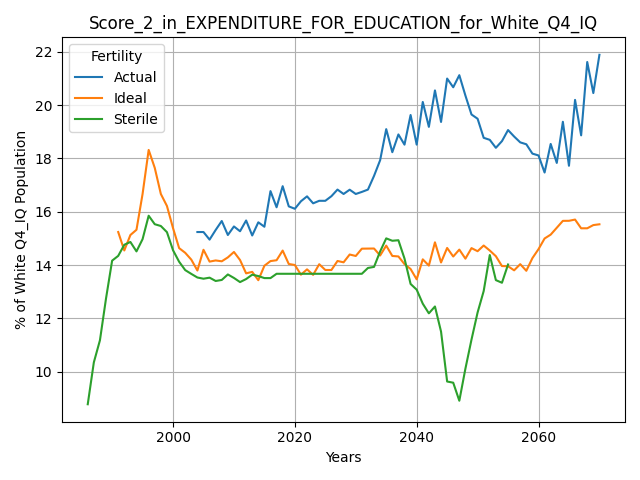 Score_2_in_EXPENDITURE_FOR_EDUCATION_for_White_Q4_IQ
Fertility
Actual
Ideal
Sterile
% of White Q4_IQ Population
22
20
18
16
14
12
10
2000 2020 2040 2060
Years